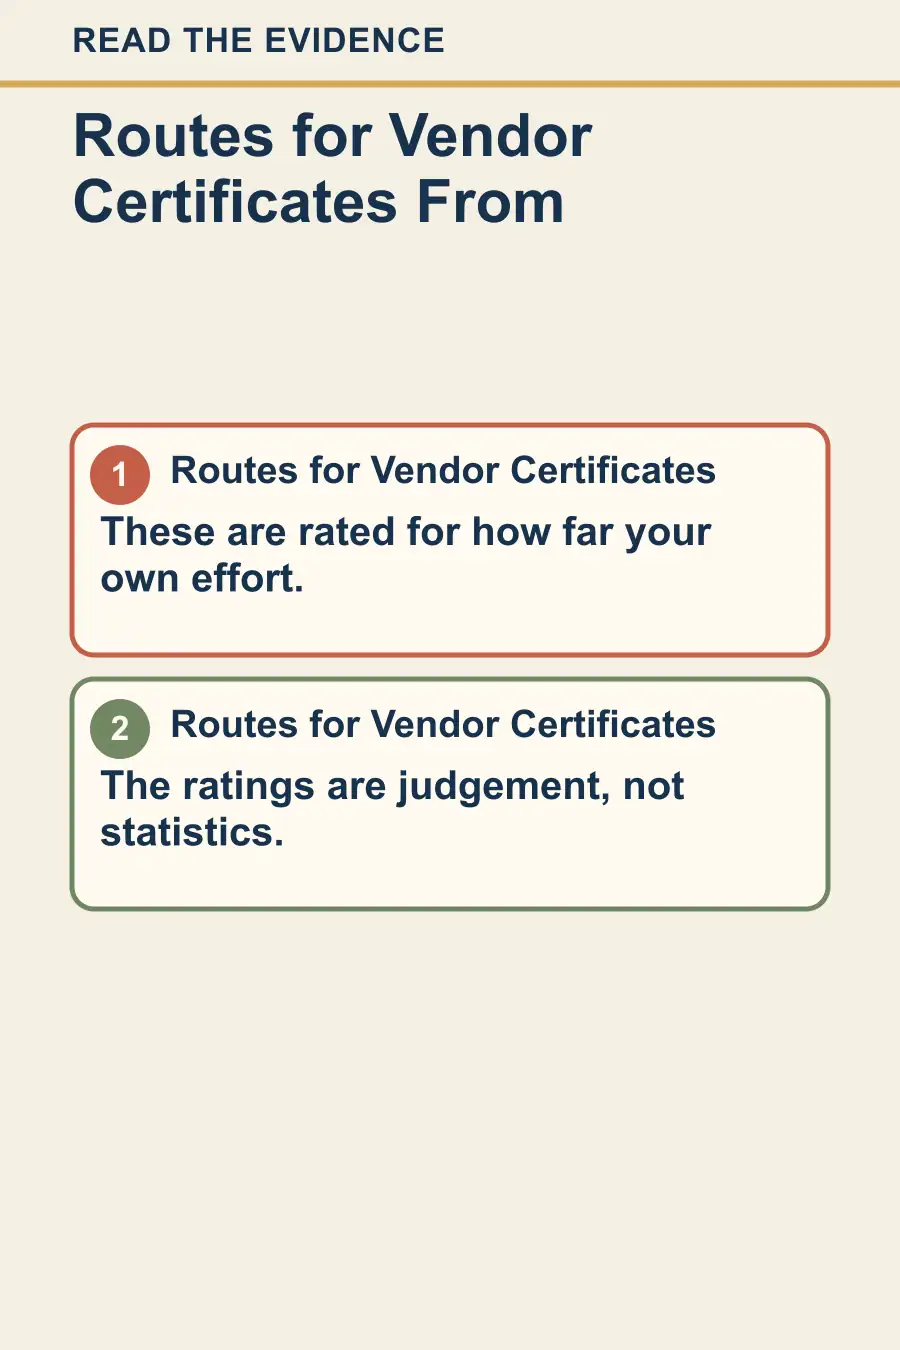 READ THE EVIDENCE
Routes for Vendor
Certificates From
1 Routes for Vendor Certificates
These are rated for how far your
own effort.
2 Routes for Vendor Certificates
The ratings are judgement, not
statistics.